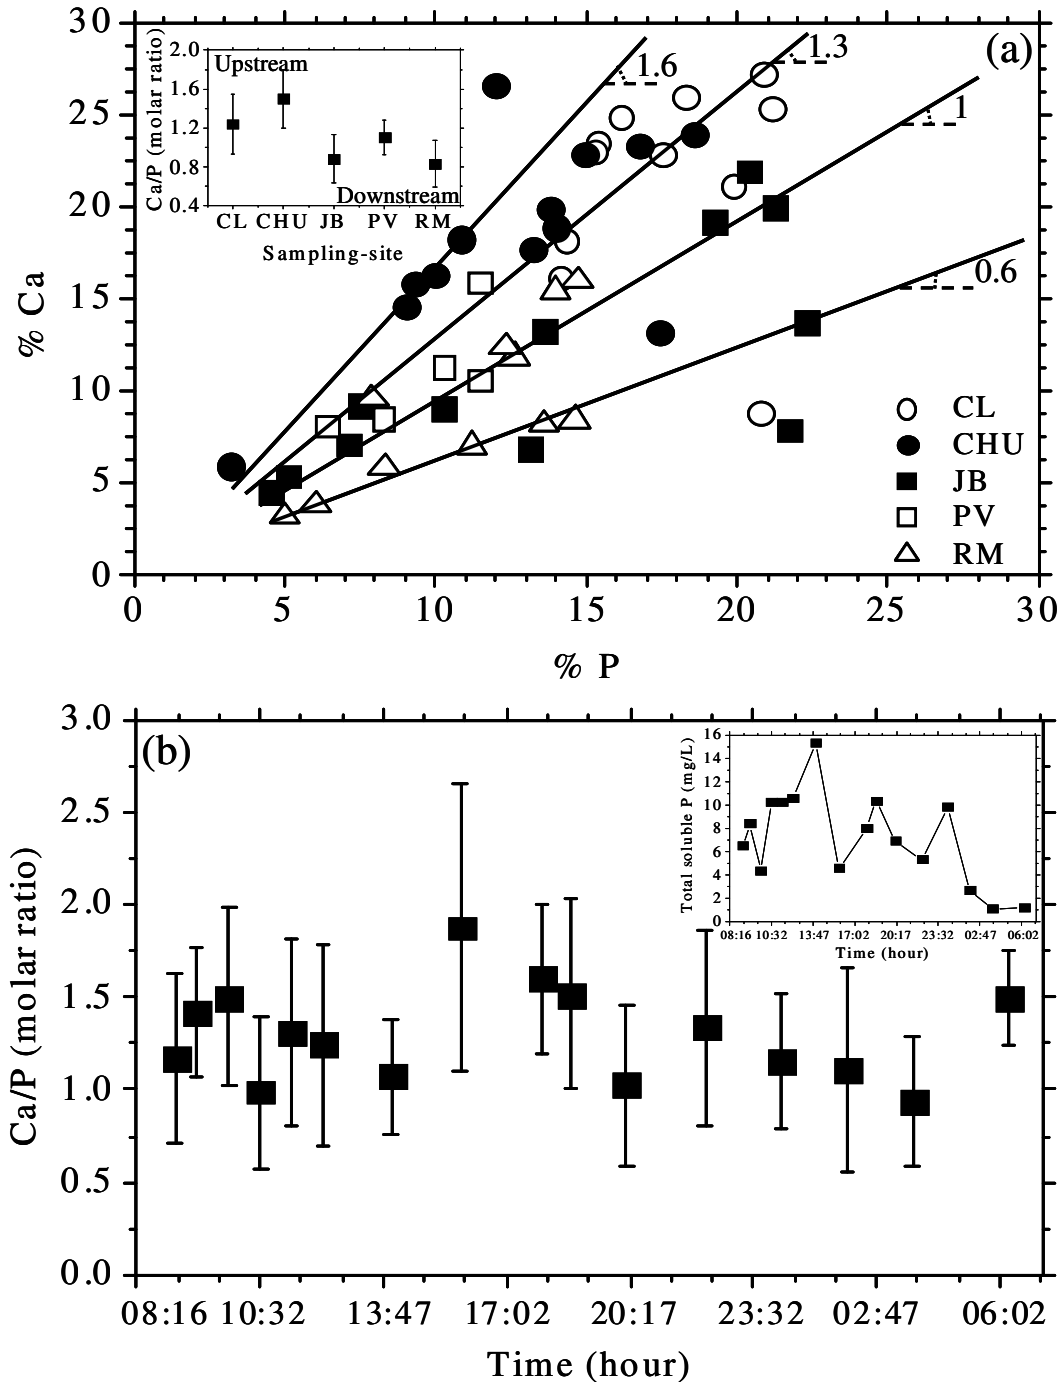 30
25
20
15
10
5
0
% Ca
(a)
1.6
1.3
1
0.6
2.0
1.6
1.2
0.8
0.4
Ca/P (molar ratio)
Upstream
Downstream
CL CHU JB PV RM
Sampling-site
CL
CHU
JB
PV
RM
0 5 10 15 20 25 30
% P
3.0
2.5
2.0
1.5
1.0
0.5
0.0
Ca/P (molar ratio)
(b)
16
14
12
10
8
6
4
2
0
Total soluble P (mg/L)
08:16 10:32 13:47 17:02 20:17 23:32 02:47 06:02
Time (hour)
08:16 10:32 13:47 17:02 20:17 23:32 02:47 06:02
Time (hour)